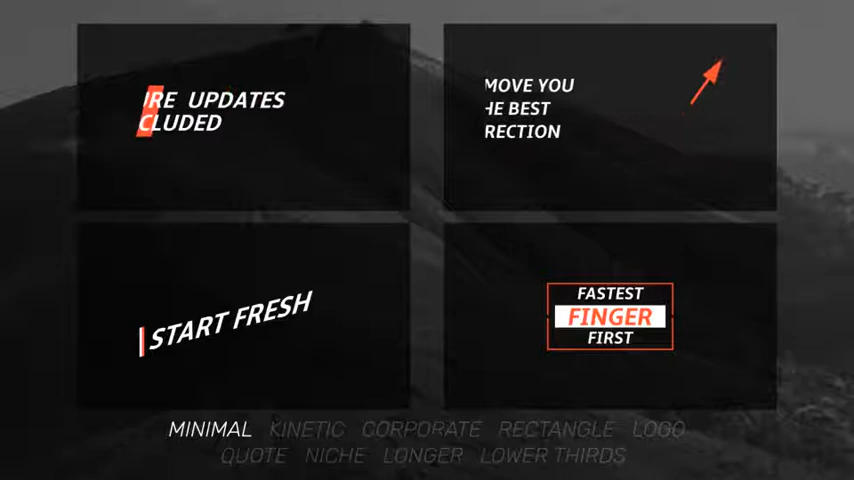 URE UPDATES
CLUDED
MOVE YOU
HE BEST
RECTION
START FRESH
FASTEST
FINGER
FIRST
MINIMAL KINETIC CORPORATE RECTANGLE LOGO
QUOTE NICHE LONGER LOWER THIRDS